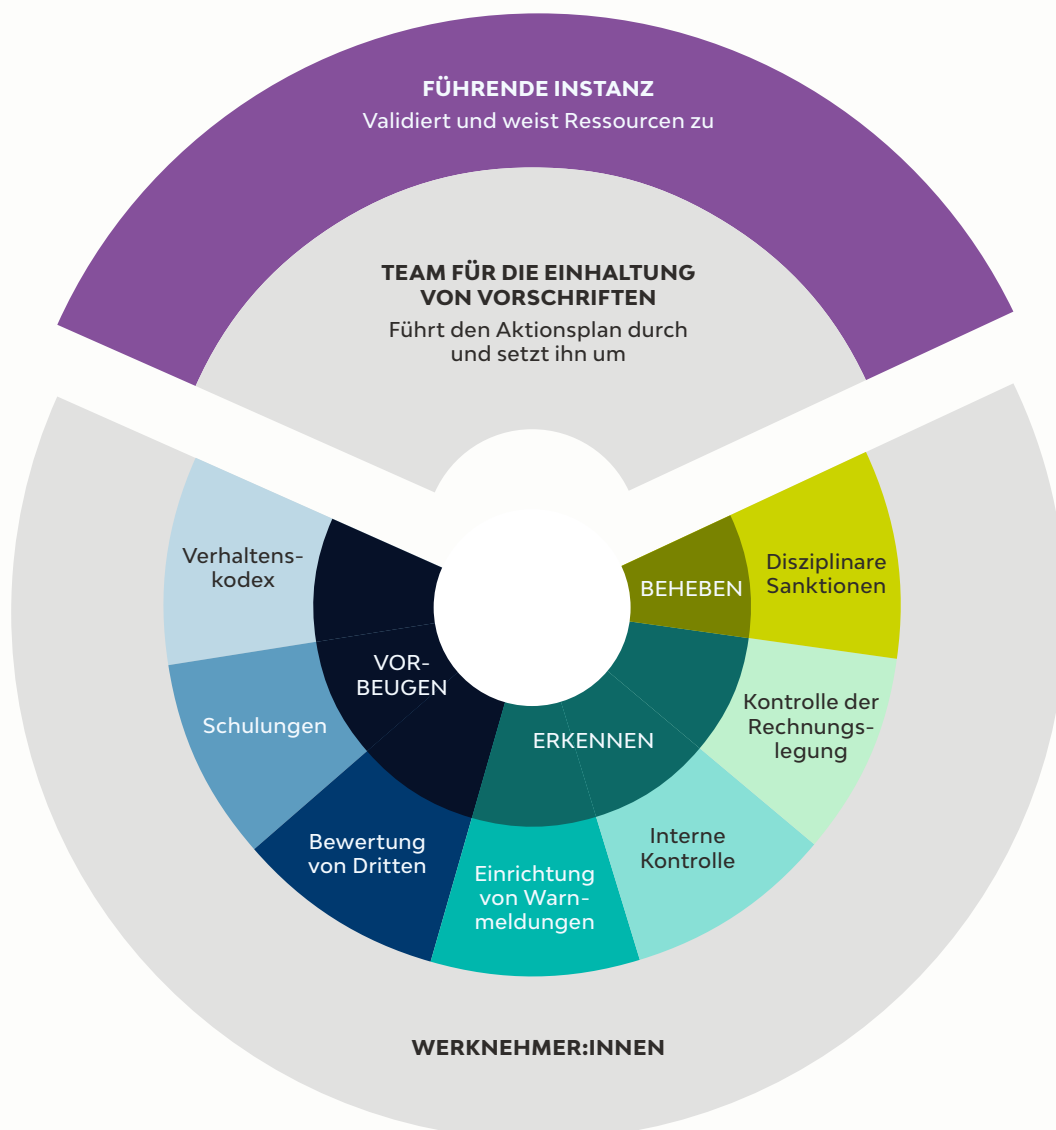 FÜHRENDE INSTANZ
Validiert und weist Ressourcen zu
TEAM FÜR DIE EINHALTUNG
VON VORSCHRIFTEN
Führt den Aktionsplan durch
und setzt ihn um
Verhaltens-
kodex
VOR-
BEUGEN
Schulungen
Bewertung
von Dritten
ERKENNEN
Einrichtung
von Warn-
meldungen
Interne
Kontrolle
Kontrolle der
Rechnungs-
legung
BEHEBEN
Disziplinare
Sanktionen
WERKNEHMER:INNEN